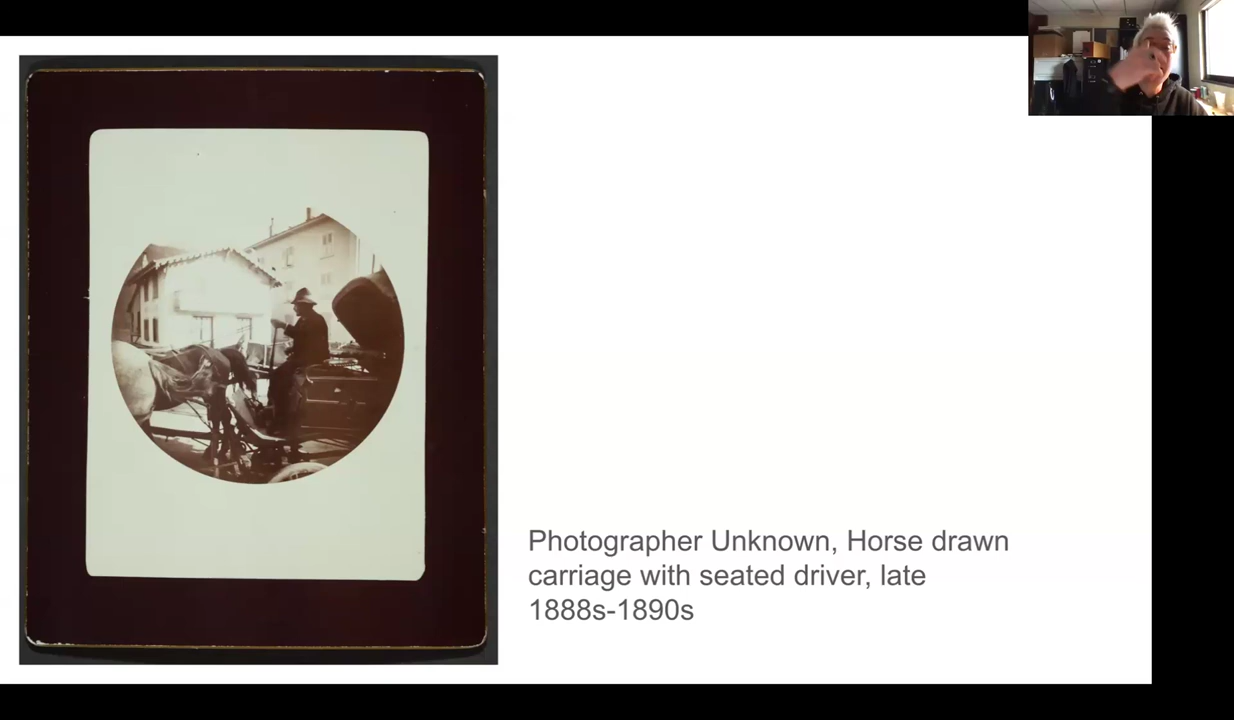 Photographer Unknown, Horse drawn
carriage with seated driver, late
1888s-1890s